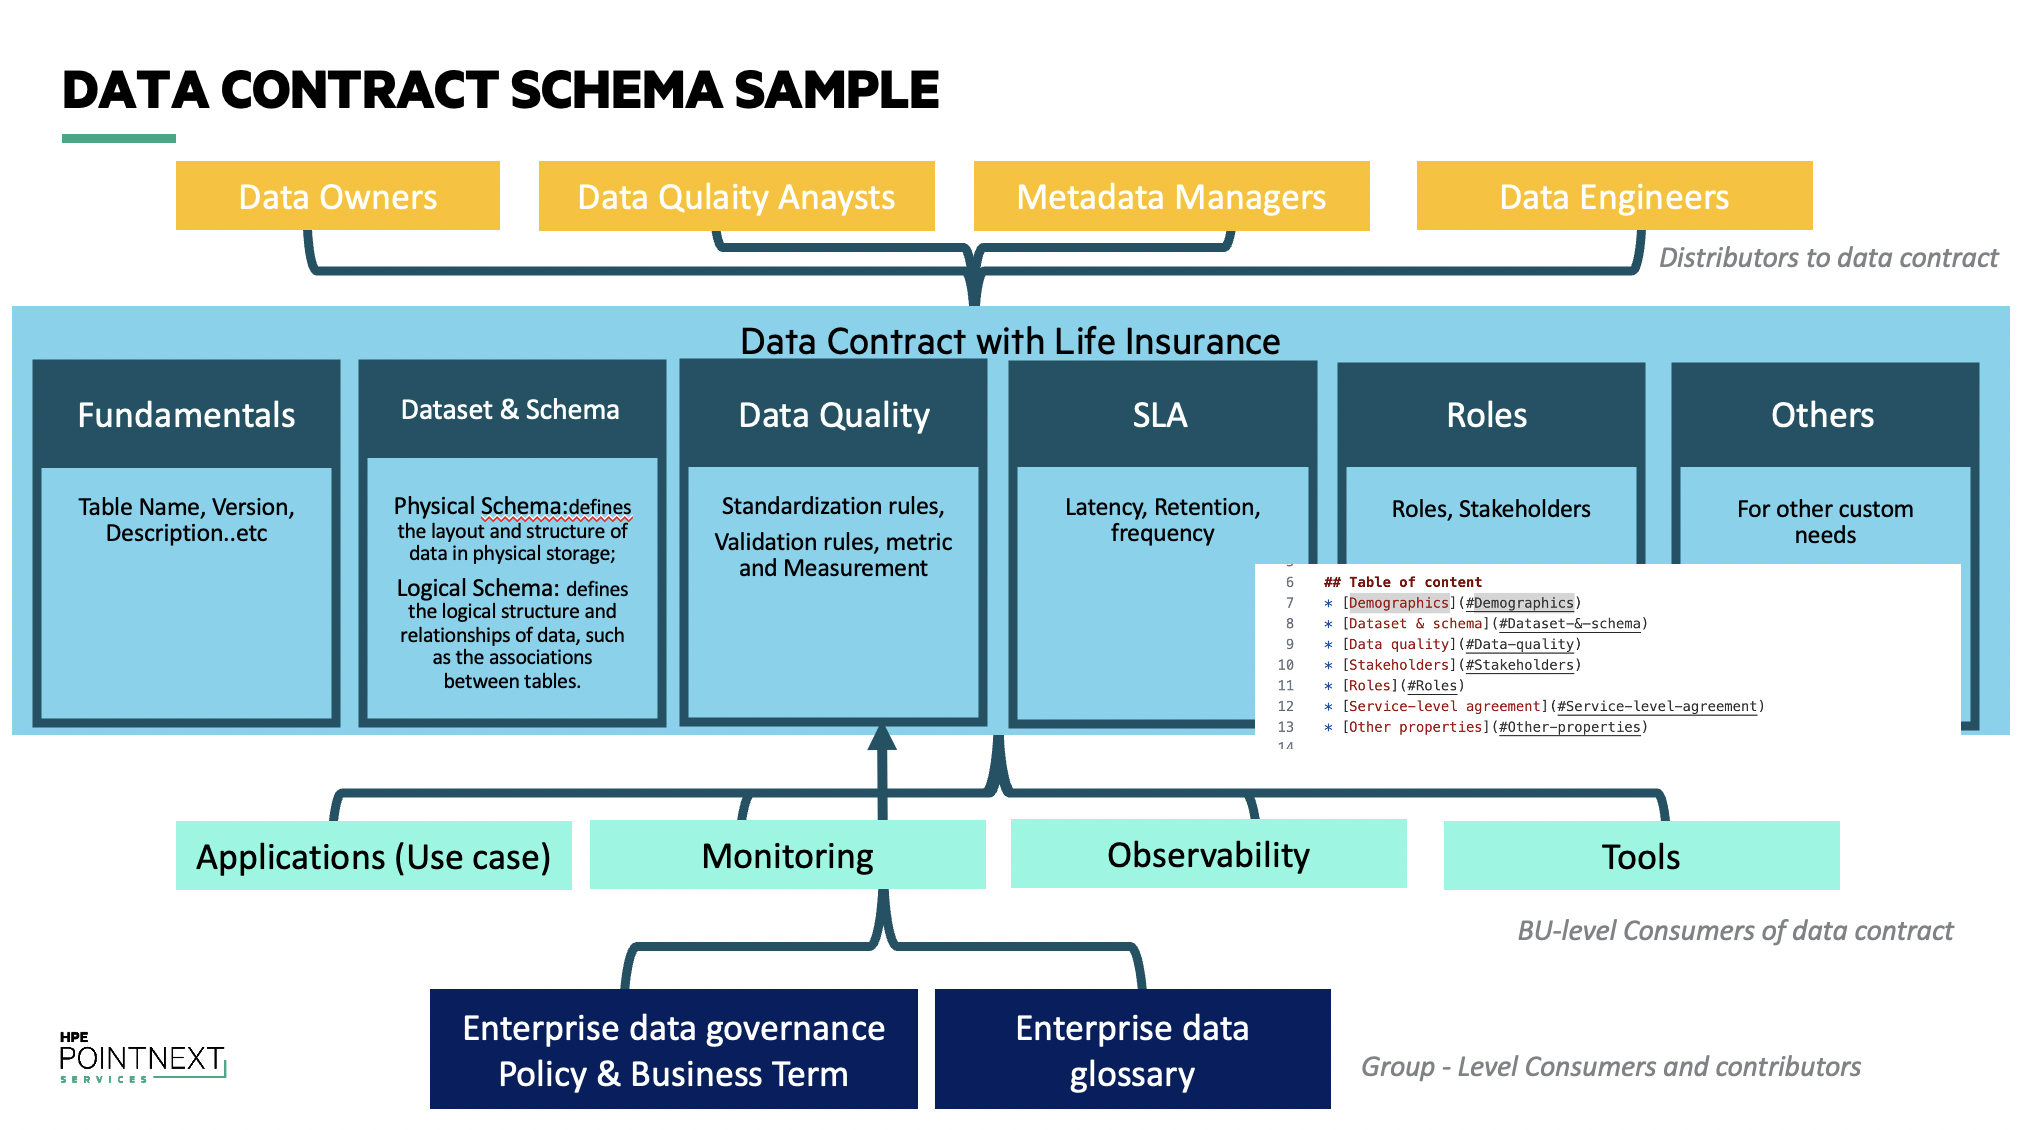 DATA CONTRACT SCHEMA SAMPLE
Data Owners
Data Qulaity Anaysts
Metadata Managers
Data Engineers
Distributors to data contract
Data Contract with Life Insurance
Fundamentals
Table Name, Version,
Description..etc
Dataset & Schema
Physical Schema:defines
the layout and structure of
data in physical storage;
Logical Schema: defines
the logical structure and
relationships of data, such
as the associations
between tables.
Data Quality
Standardization rules,
Validation rules, metric
and Measurement
SLA
Latency, Retention,
frequency
Roles
Roles, Stakeholders
Others
For other custom
needs
6 ## Table of content
7 * [Demographics](#Demographics)
8 * [Dataset & schema](#Dataset-&-schema)
9 * [Data quality](#Data-quality)
10 * [Stakeholders](#Stakeholders)
11 * [Roles](#Roles)
12 * [Service-level agreement](#Service-level-agreement)
13 * [Other properties](#Other-properties)
14
Applications (Use case)
Monitoring
Observability
Tools
BU-level Consumers of data contract
Enterprise data governance
Policy & Business Term
Enterprise data
glossary
Group - Level Consumers and contributors
HPE
POINTNEXT
SERVICES